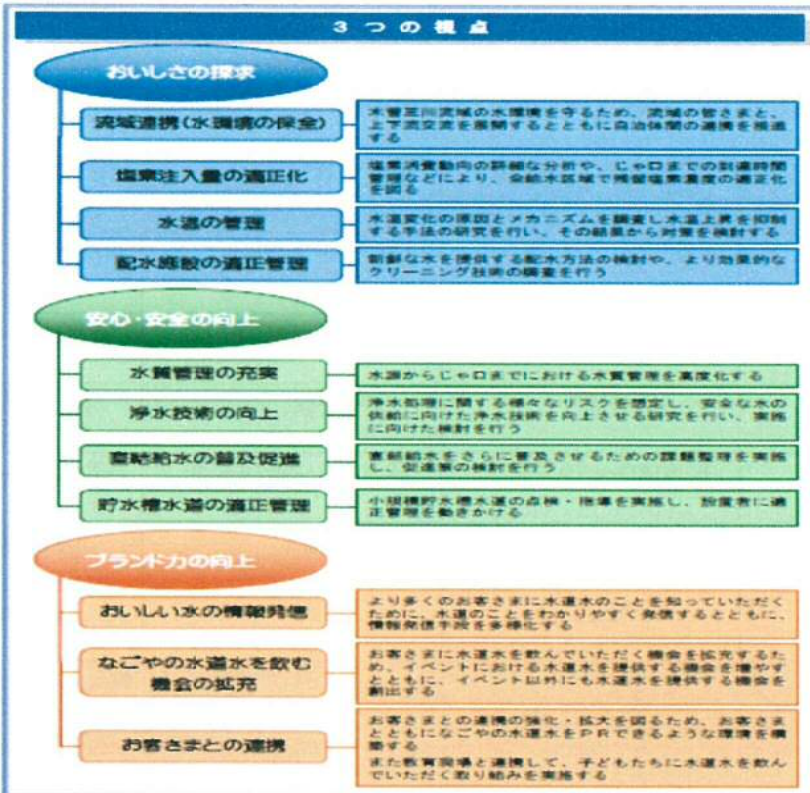 3つの視点
おいしさの探求
流域連携(水環境の保全)
木曽三川流域の水環境を守るため、流域の皆さまと、
上下流交流を展開するとともに自治体間の連携を推進
する
塩素注入量の適正化
塩素消費動向の詳細な分析や、じゃ口までの到達時間
管理などにより、全給水区域で残留塩素濃度の適正化
を図る
水温の管理
水温変化の原因とメカニズムを調査し水温上昇を抑制
する手法の研究を行い、その結果から対策を検討する
配水施設の適正管理
新鮮な水を提供する配水方法の検討や、より効果的な
クリーニング技術の調査を行う
安心・安全の向上
水質管理の充実
水源からじゃ口までにおける水質管理を高度化する
浄水技術の向上
浄水処理に関する様々なリスクを想定し、安全な水の
供給に向けた浄水技術を向上させる研究を行い、実施
に向けた検討を行う
直結給水の普及促進
直結給水をさらに普及させるための課題整理を実施
し、促進策の検討を行う
貯水槽水道の適正管理
小規模貯水槽水道の点検・指導を実施し、設置者に適
正管理を働きかける
ブランド力の向上
おいしい水の情報発信
より多くのお客さまに水道水のことを知っていただく
ために、水道のことをわかりやすく発信するとともに、
情報発信手段を多様化する
なごやの水道水を飲む
機会の拡充
お客さまに水道水を飲んでいただく機会を拡充するた
め、イベントにおける水道水を提供する機会を増やす
とともに、イベント以外にも水道水を提供する機会を
創出する
お客さまとの連携
お客さまとの連携の強化・拡大を図るため、お客さま
とともになごやの水道水をPRできるような環境を構
築する
また教育現場と連携して、子どもたちに水道水を飲ん
でいただく取り組みを実施する